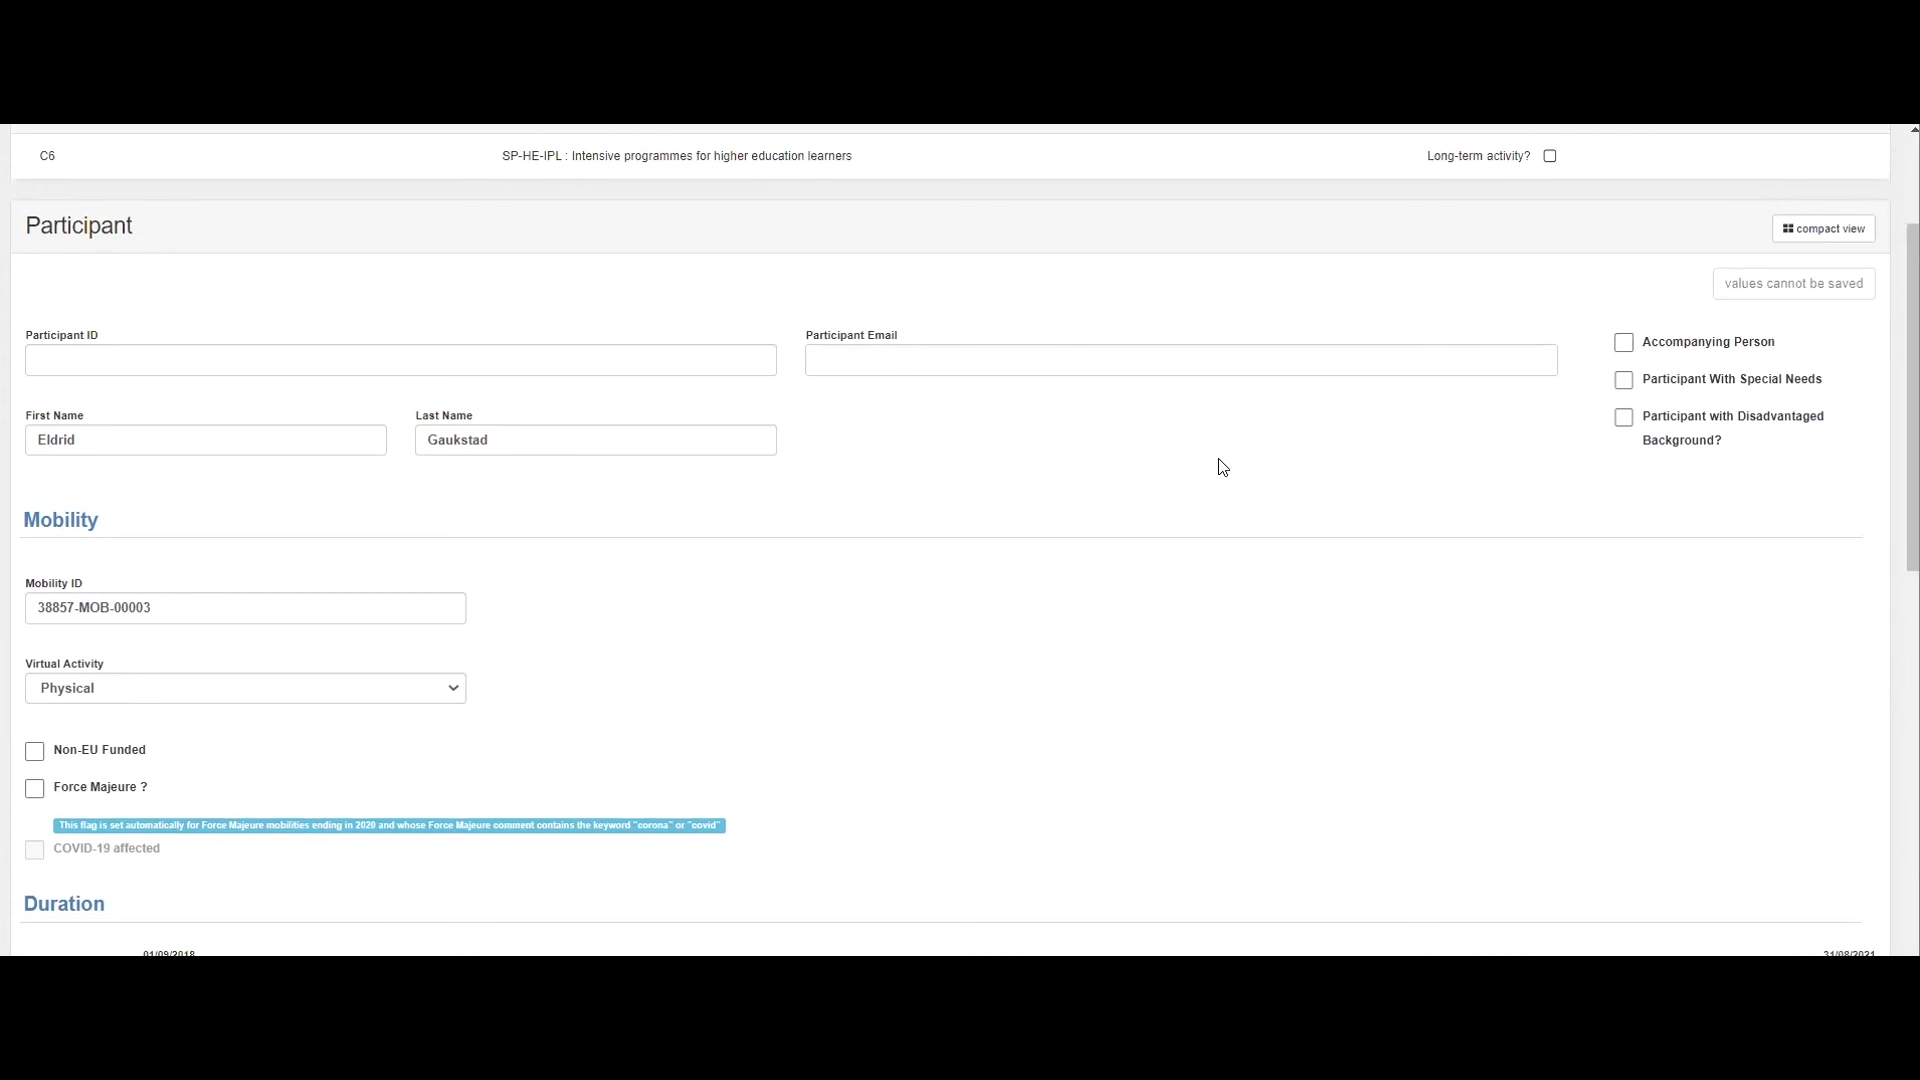 C6
SP-HE-IPL : Intensive programmes for higher education learners
Long-term activity?
Participant
compact view
values cannot be saved
Participant ID
Participant Email
Accompanying Person
Participant With Special Needs
Participant with Disadvantaged
Background?
First Name
Last Name
Eldrid
Gaukstad
Mobility
Mobility ID
38857-MOB-00003
Virtual Activity
Physical
Non-EU Funded
Force Majeure ?
This flag is set automatically for Force Majeure mobilities ending in 2020 and whose Force Majeure comment contains the keyword "corona" or "covid"
COVID-19 affected
Duration
01/09/2018
31/08/2021